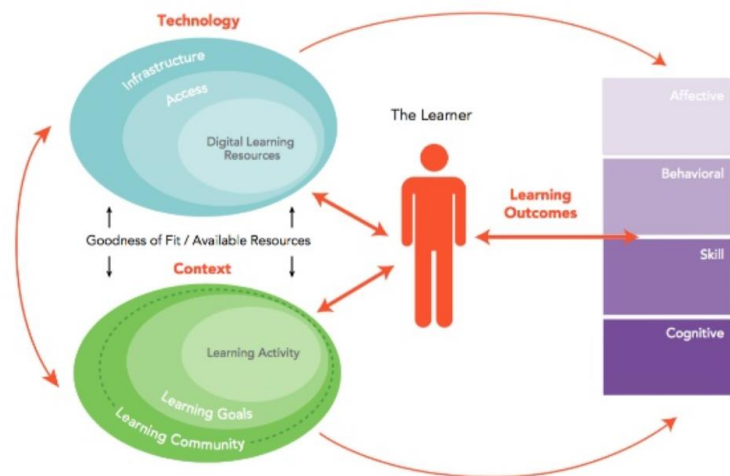 Technology
Infrastructure
Access
Digital Learning
Resources
Goodness of Fit / Available Resources
Context
Learning Activity
Learning Goals
Learning Community
The Learner
Learning
Outcomes
Affective
Behavioral
Skill
Cognitive